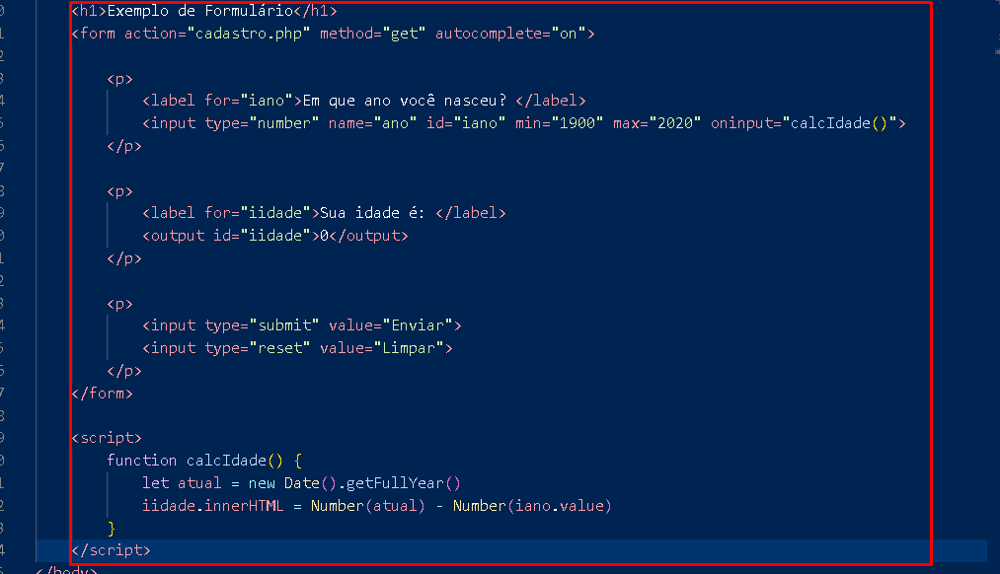 <h1>Exemplo de Formulário</h1>
<form action="cadastro.php" method="get" autocomplete="on">
<p>
<label for="iano">Em que ano você nasceu? </label>
<input type="number" name="ano" id="iano" min="1900" max="2020" oninput="calcIdade()">
</p>
<p>
<label for="iidade">Sua idade é: </label>
<output id="iidade">0</output>
</p>
<p>
<input type="submit" value="Enviar">
<input type="reset" value="Limpar">
</p>
</form>
<script>
function calcIdade() {
let atual = new Date().getFullYear()
iidade.innerHTML = Number(atual) - Number(iano.value)
}
</script>
</body>